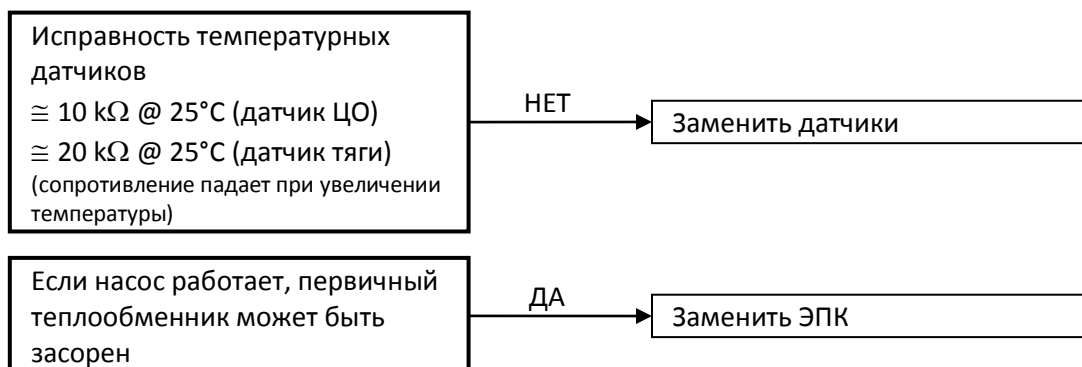 Исправность температурных
датчиков
≅ 10 kΩ @ 25°C (датчик ЦО)
≅ 20 kΩ @ 25°C (датчик тяги)
(сопротивление падает при увеличении
температуры)
НЕТ
Заменить датчики
Если насос работает, первичный
теплообменник может быть
засорен
ДА
Заменить ЭПК